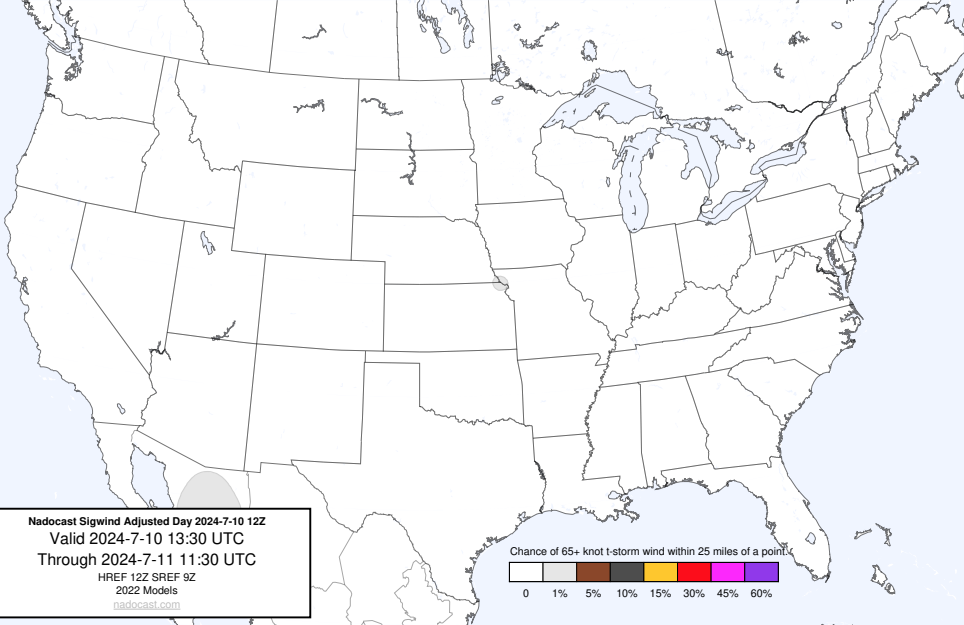 Nadocast Sigwind Adjusted Day 2024-7-10 12Z
Valid 2024-7-10 13:30 UTC
Through 2024-7-11 11:30 UTC
HREF 12Z SREF 9Z
2022 Models
nadocast.com
Chance of 65+ knot t-storm wind within 25 miles of a point.
0 1% 5% 10% 15% 30% 45% 60%